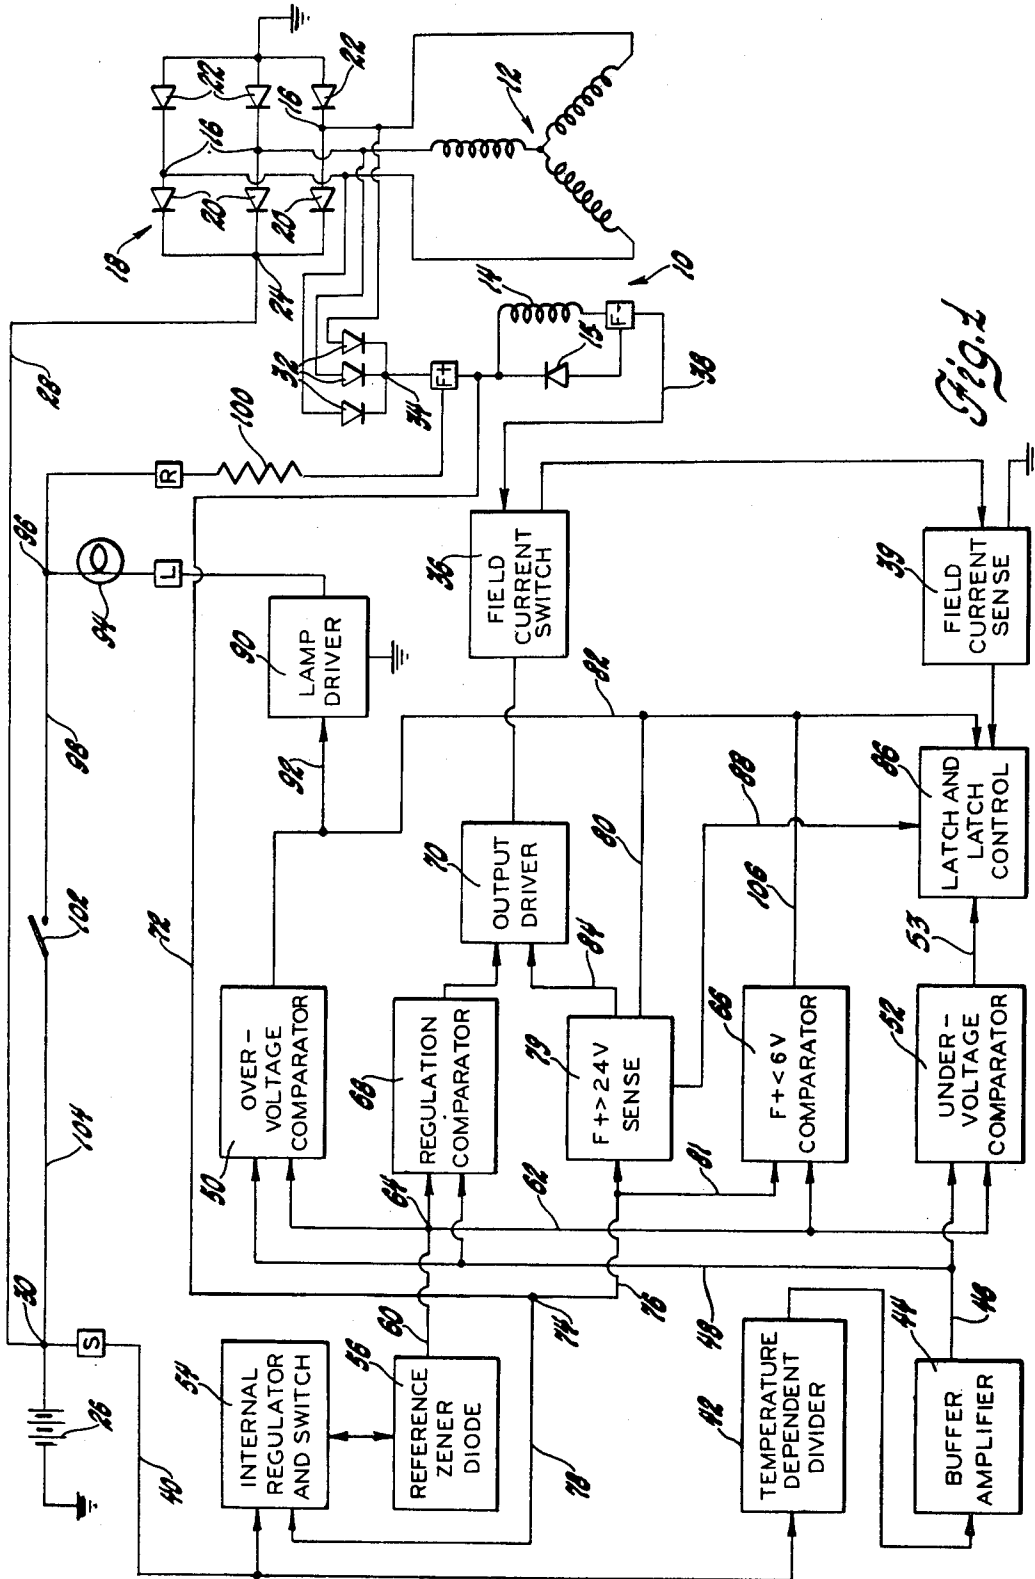 22
22
16
16
12
18
20
20
24
28
32
34
F+
14
15
F-
10
38
100
R
96
94
L
98
102
104
30
S
26
40
72
36
FIELD
CURRENT
SWITCH
39
FIELD
CURRENT
SENSE
90
LAMP
DRIVER
92
82
70
OUTPUT
DRIVER
84
80
88
106
86
LATCH AND
LATCH
CONTROL
53
50
OVER-
VOLTAGE
COMPARATOR
68
REGULATION
COMPARATOR
79
F+>24V
SENSE
66
F+<6V
COMPARATOR
52
UNDER-
VOLTAGE
COMPARATOR
64
62
81
60
48
74
76
78
46
54
INTERNAL
REGULATOR
AND SWITCH
56
REFERENCE
ZENER
DIODE
42
TEMPERATURE
DEPENDENT
DIVIDER
44
BUFFER
AMPLIFIER
Fig. 1